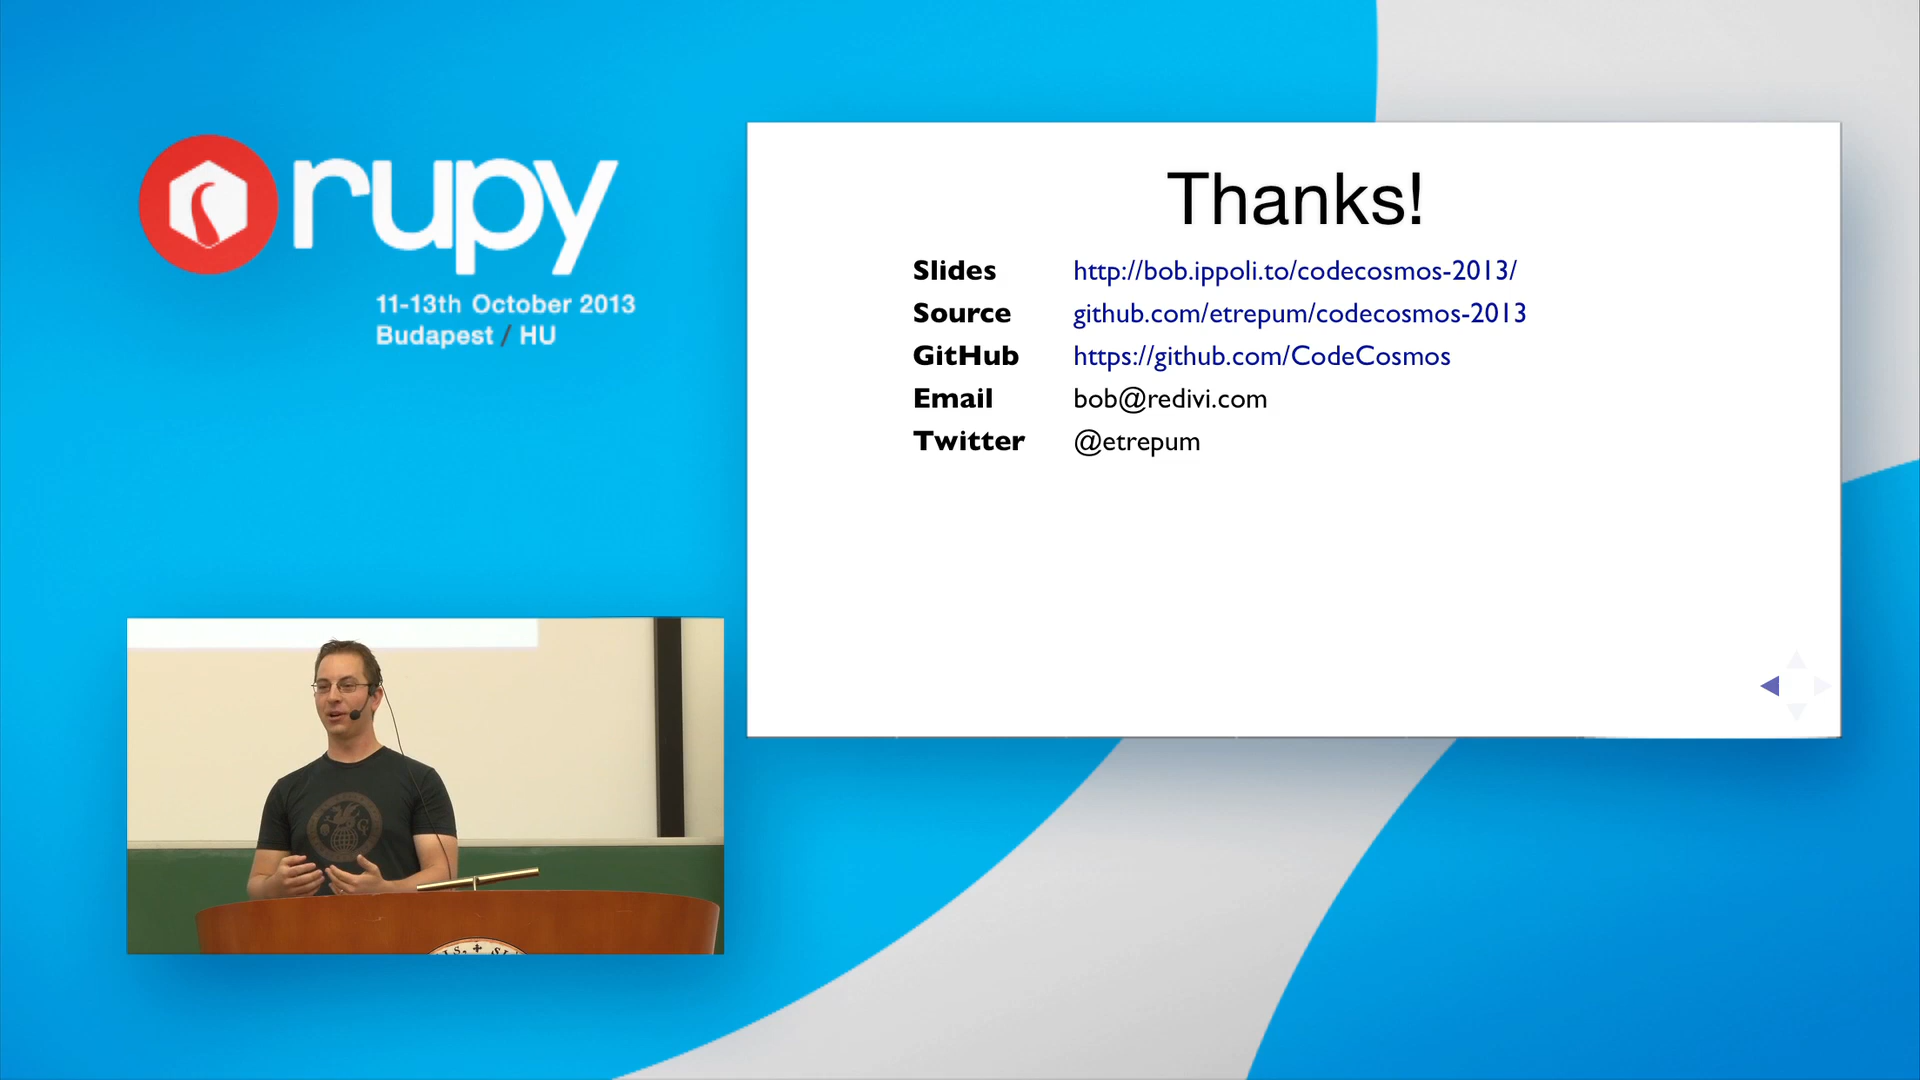 rupy
11-13th October 2013
Budapest / HU
Thanks!
Slides http://bob.ippoli.to/codecosmos-2013/
Source github.com/etrepum/codecosmos-2013
GitHub https://github.com/CodeCosmos
Email bob@redivi.com
Twitter @etrepum